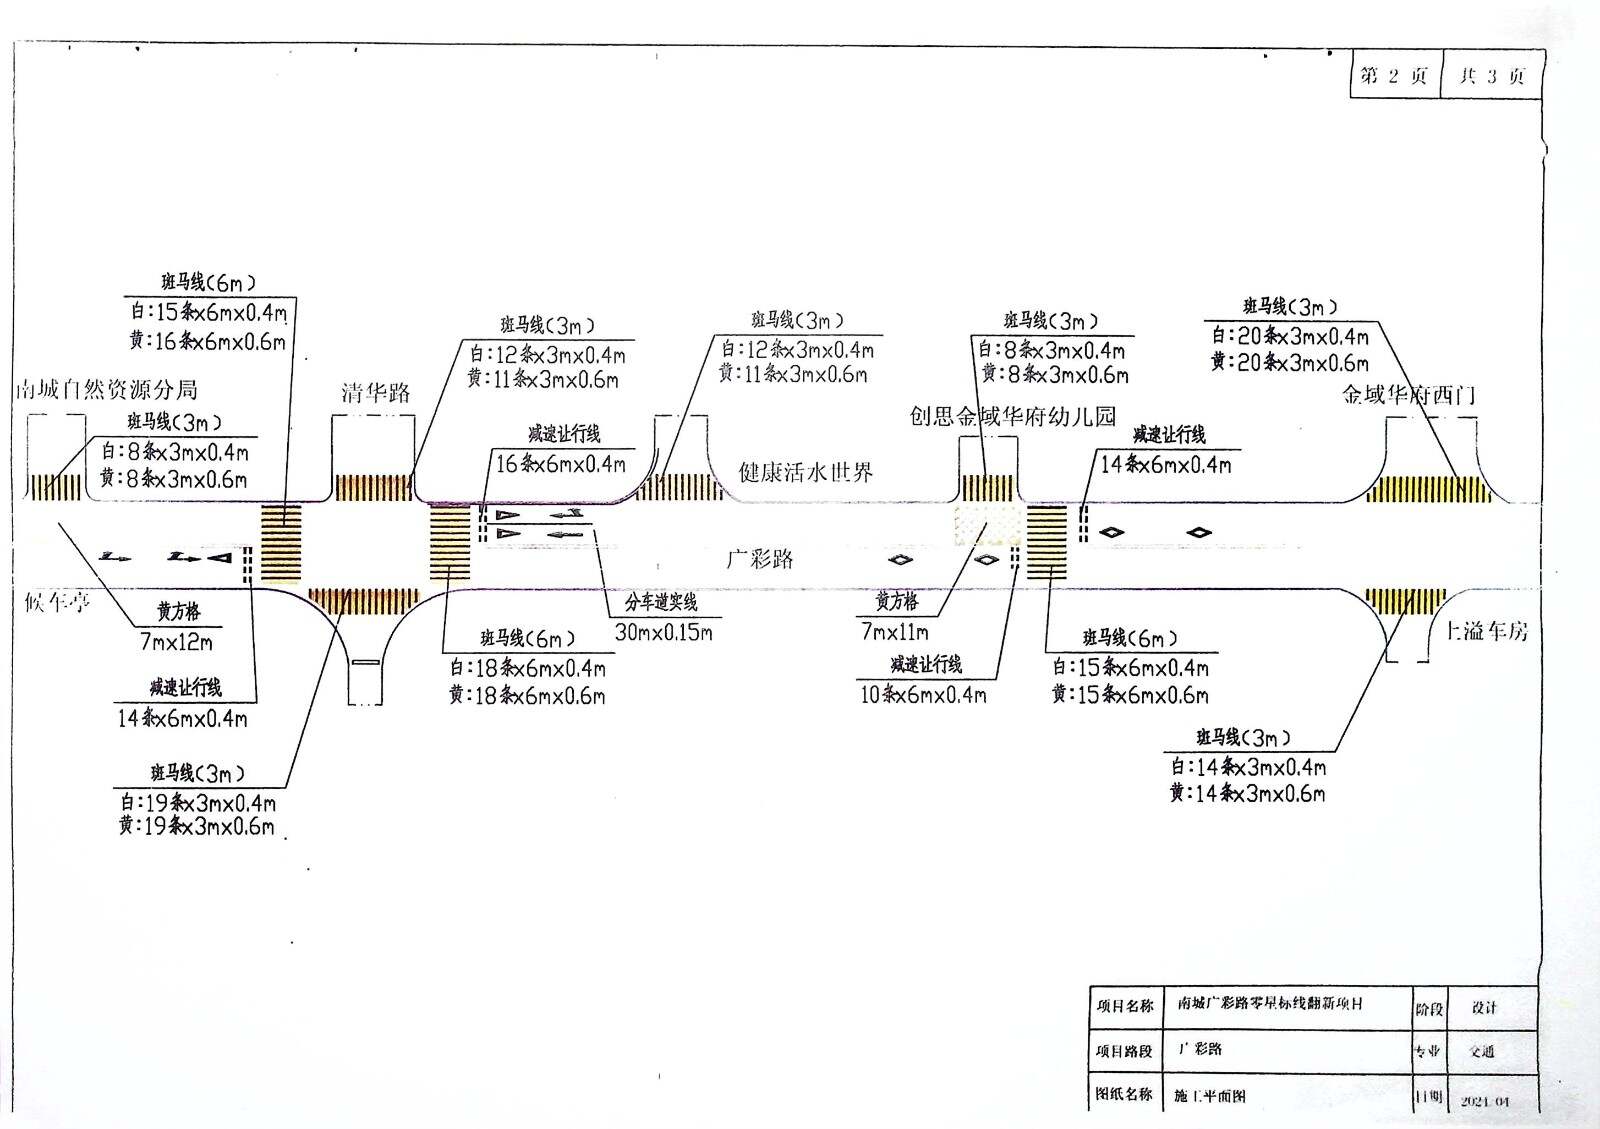 第 2 页
共 3 页
班马线(6m)
白:15条x6mx0.4m
黄:16条x6mx0.6m
班马线(3m)
白:12条x3mx0.4m
黄:11条x3mx0.6m
班马线(3m)
白:12条x3mx0.4m
黄:11条x3mx0.6m
班马线(3m)
白:8条x3mx0.4m
黄:8条x3mx0.6m
班马线(3m)
白:20条x3mx0.4m
黄:20条x3mx0.6m
南城自然资源分局
清华路
创思金域华府幼儿园
金域华府西门
班马线(3m)
白:8条x3mx0.4m
黄:8条x3mx0.6m
减速让行线
16条x6mx0.4m
健康活水世界
减速让行线
14条x6mx0.4m
广彩路
候车亭
黄方格
7mx12m
减速让行线
14条x6mx0.4m
班马线(3m)
白:19条x3mx0.4m
黄:19条x3mx0.6m
班马线(6m)
白:18条x6mx0.4m
黄:18条x6mx0.6m
分车道实线
30mx0.15m
黄方格
7mx11m
减速让行线
10条x6mx0.4m
班马线(6m)
白:15条x6mx0.4m
黄:15条x6mx0.6m
上溢车房
班马线(3m)
白:14条x3mx0.4m
黄:14条x3mx0.6m
项目名称 南城广彩路零星标线翻新项目 阶段 设计
项目路段 广彩路 专业 交通
图纸名称 施工平面图 日期 2021.04